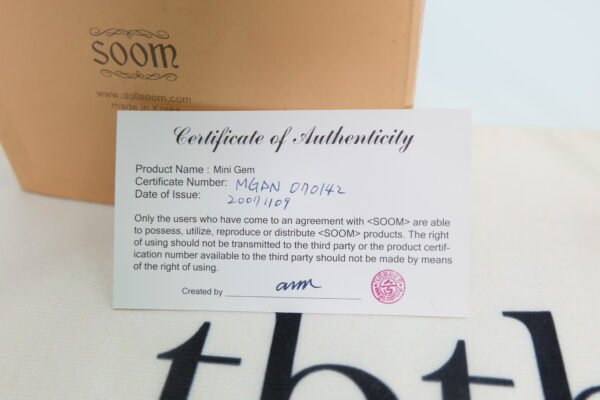 soom
www.dollsoom.com
made in Korea
Certificate of Authenticity
Product Name : Mini Gem
Certificate Number: MGAN 070142
Date of Issue: 20071109
Only the users who have come to an agreement with <SOOM> are able
to possess, utilize, reproduce or distribute <SOOM> products. The right
of using should not be transmitted to the third party or the product certif-
ication number available to the third party should not be made by means
of the right of using.
Created by